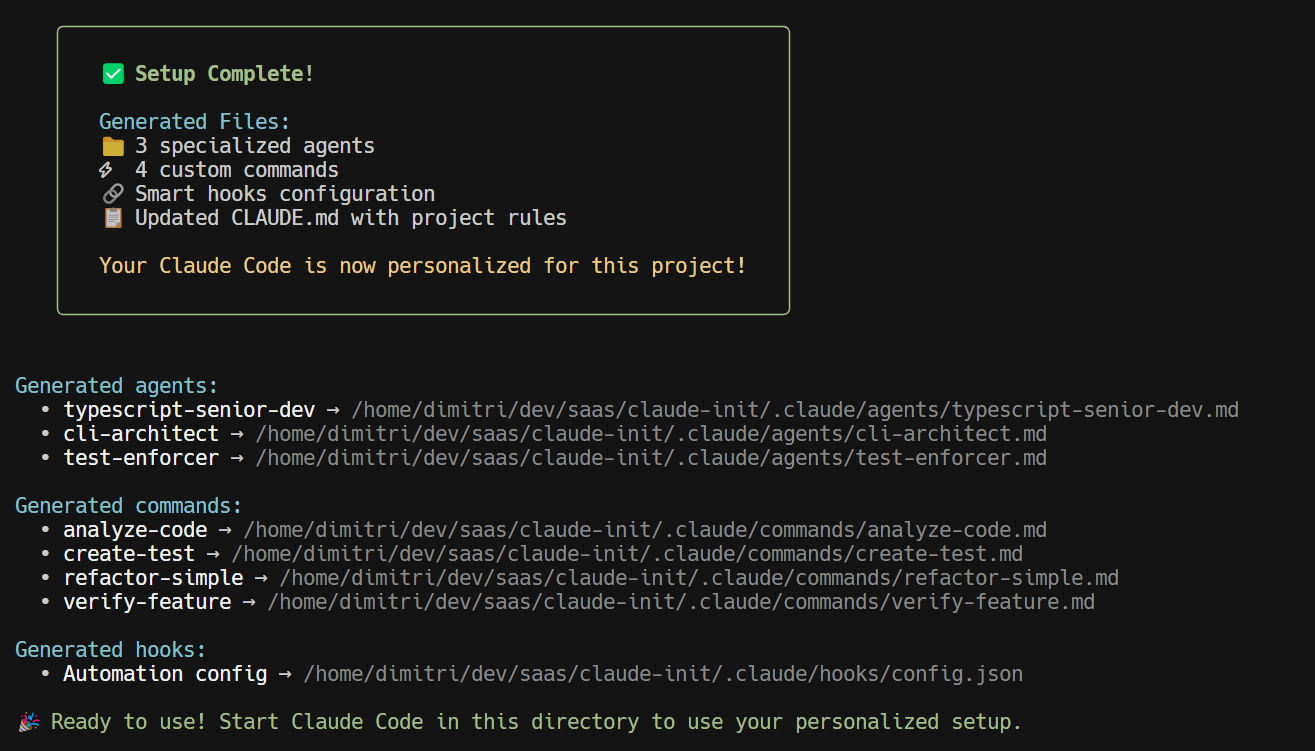 ✅ Setup Complete!
Generated Files:
📁 3 specialized agents
⚡ 4 custom commands
🔗 Smart hooks configuration
📋 Updated CLAUDE.md with project rules
Your Claude Code is now personalized for this project!
Generated agents:
• typescript-senior-dev → /home/dimitri/dev/saas/claude-init/.claude/agents/typescript-senior-dev.md
• cli-architect → /home/dimitri/dev/saas/claude-init/.claude/agents/cli-architect.md
• test-enforcer → /home/dimitri/dev/saas/claude-init/.claude/agents/test-enforcer.md
Generated commands:
• analyze-code → /home/dimitri/dev/saas/claude-init/.claude/commands/analyze-code.md
• create-test → /home/dimitri/dev/saas/claude-init/.claude/commands/create-test.md
• refactor-simple → /home/dimitri/dev/saas/claude-init/.claude/commands/refactor-simple.md
• verify-feature → /home/dimitri/dev/saas/claude-init/.claude/commands/verify-feature.md
Generated hooks:
• Automation config → /home/dimitri/dev/saas/claude-init/.claude/hooks/config.json
🎉 Ready to use! Start Claude Code in this directory to use your personalized setup.